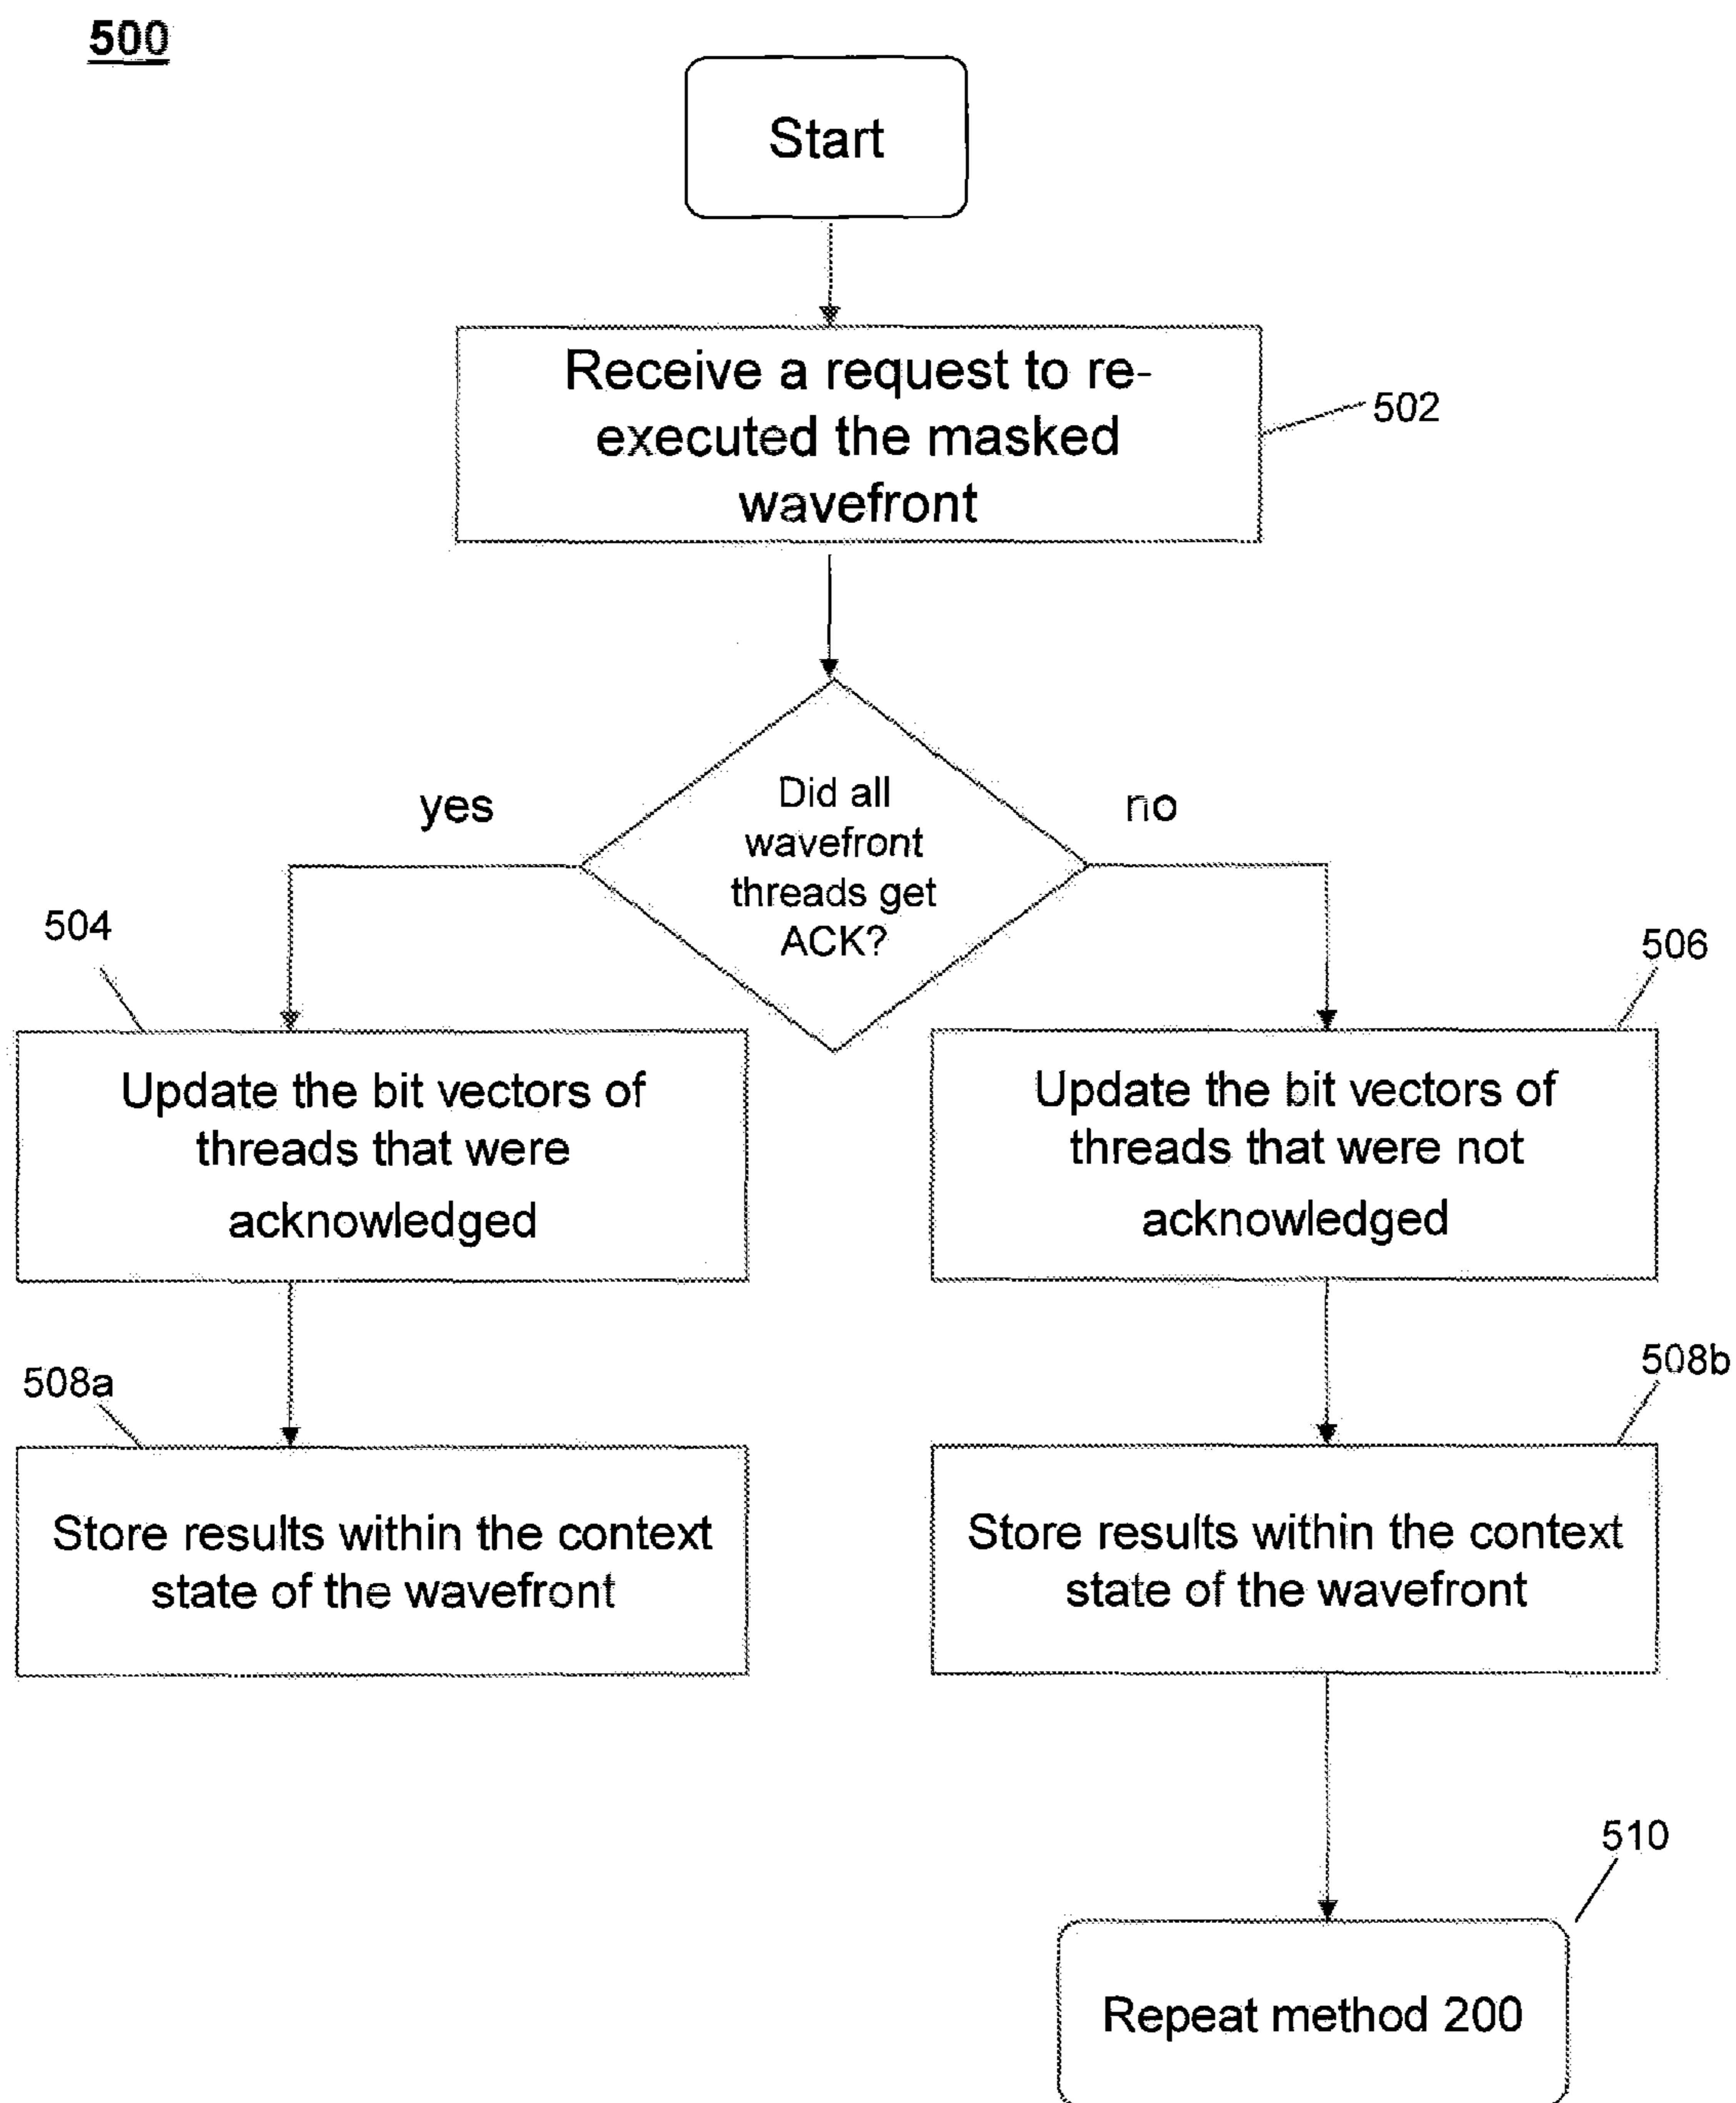 500
Start
Receive a request to re-
executed the masked
wavefront
502
Did all
wavefront
threads get
ACK?
yes
no
504
506
Update the bit vectors of
threads that were
acknowledged
Update the bit vectors of
threads that were not
acknowledged
508a
508b
Store results within the context
state of the wavefront
Store results within the context
state of the wavefront
510
Repeat method 200